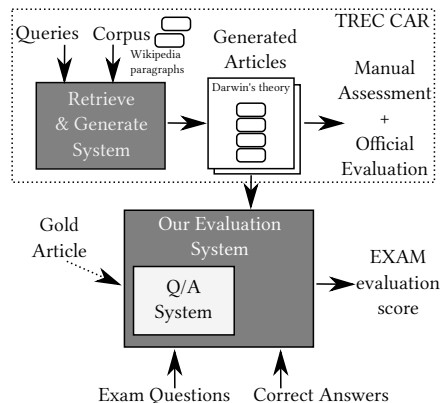 TREC CAR
Queries
Corpus
Wikipedia
paragraphs
Generated
Articles
Retrieve
& Generate
System
Darwin's theory
Manual
Assessment
+
Official
Evaluation
Gold
Article
Our Evaluation
System
Q/A
System
EXAM
evaluation
score
Exam Questions
Correct Answers